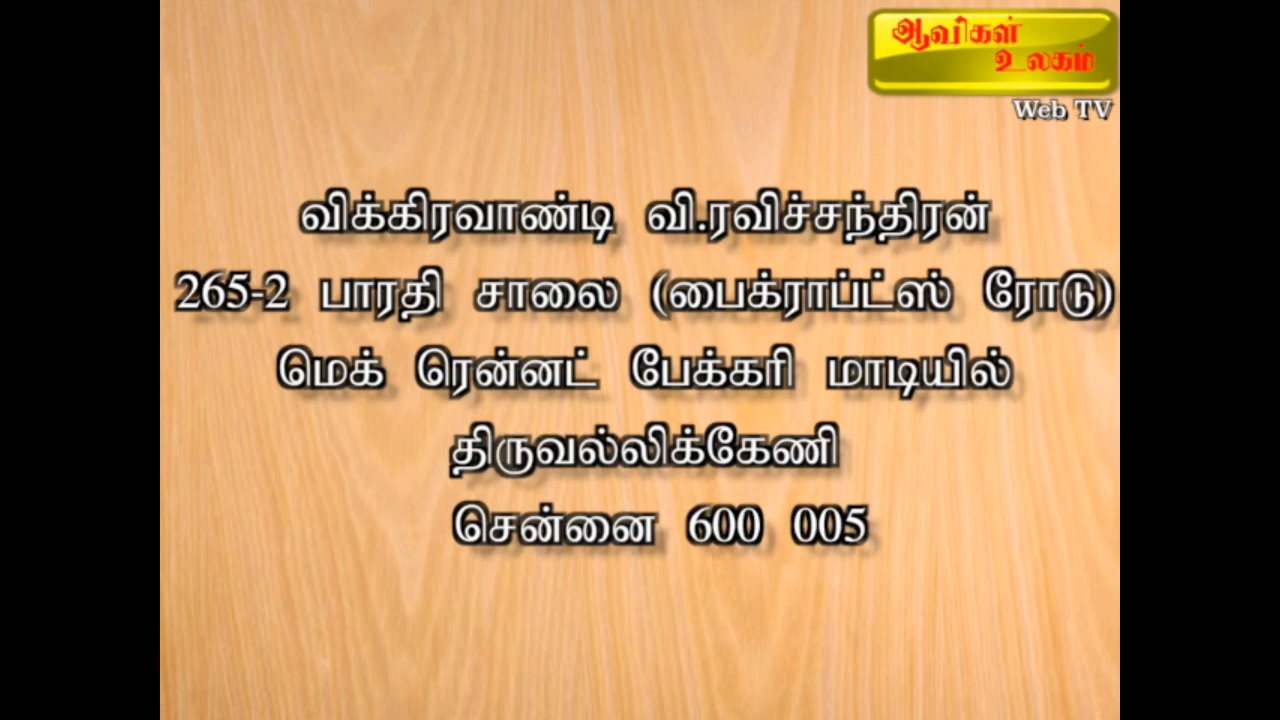 ஆவிகள்
உலகம்
Web TV
விக்கிரவாண்டி வி.ரவிச்சந்திரன்
265-2 பாரதி சாலை (பைக்ராப்ட்ஸ் ரோடு)
மெக் ரென்னட் பேக்கரி மாடியில்
திருவல்லிக்கேணி
சென்னை 600 005